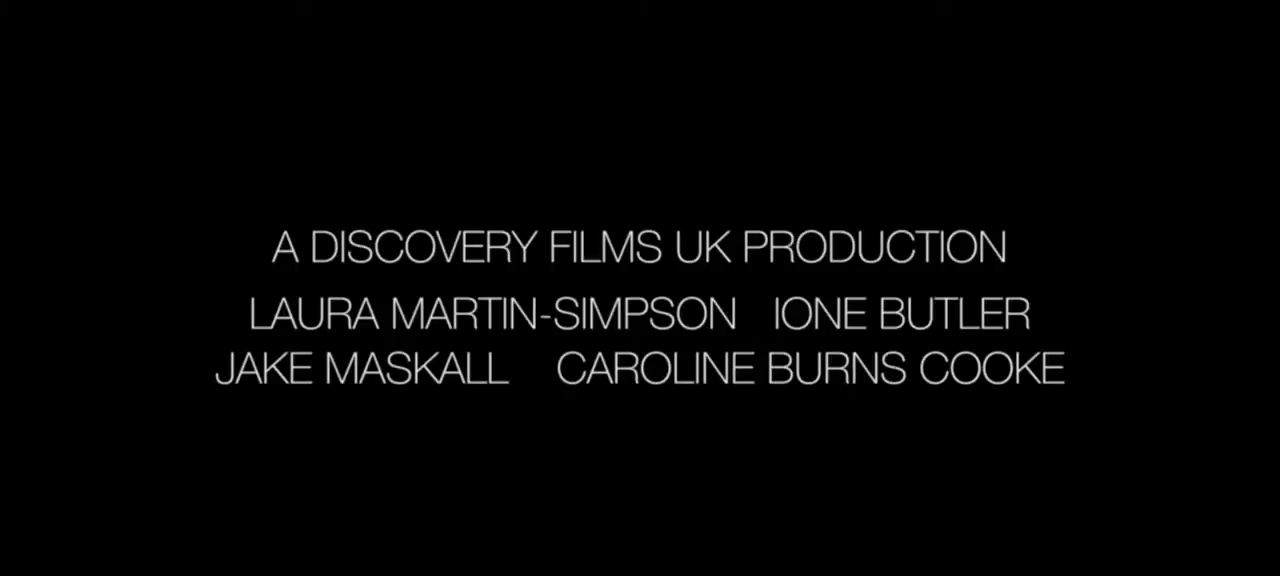 A DISCOVERY FILMS UK PRODUCTION
LAURA MARTIN-SIMPSON IONE BUTLER
JAKE MASKALL CAROLINE BURNS COOKE